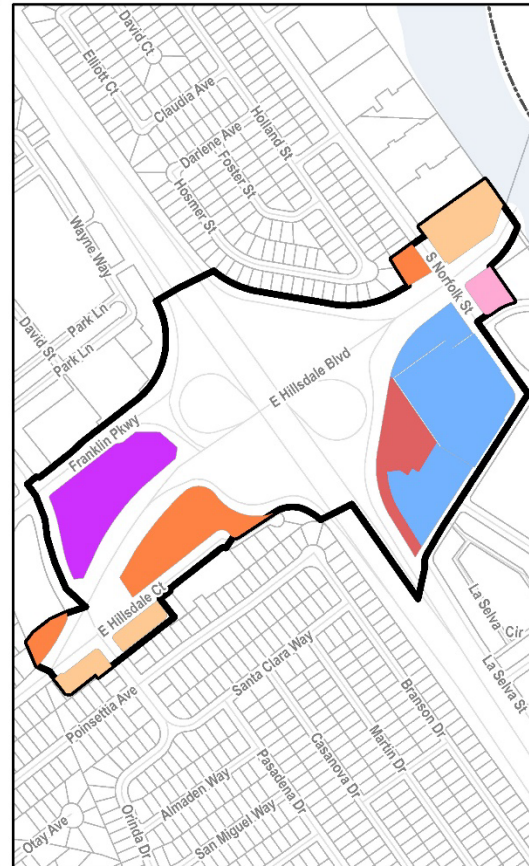 David Ct
Elliott Ct
Claudia Ave
Holland St
Darlene Ave
Foster St
Hosmer St
Wayne Way
S Norfolk St
Park Ln
David St
Park Ln
E Hillsdale Blvd
Franklin Pkwy
E Hillsdale Ct
La Selva Cir
La Selva St
Santa Clara Way
Poinsettia Ave
Branson Dr
Martin Dr
Casanova Dr
Pasadena Dr
Almaden Way
Orinda Dr
San Miguel Way
Otay Ave